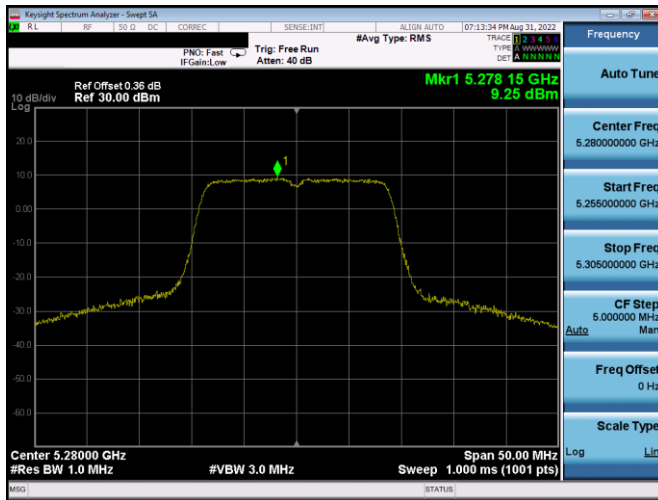 Keysight Spectrum Analyzer - Swept SA
RL RF 50 Ω DC CORREC SENSE:INT ALIGN AUTO 07:13:34 PM Aug 31, 2022
#Avg Type: RMS TRACE 1 2 3 4 5 6
PNO: Fast Trig: Free Run TYPE A WWWWW
IFGain:Low Atten: 40 dB DET A N N N N N
Mkr1 5.278 15 GHz
Ref Offset 0.36 dB
10 dB/div Ref 30.00 dBm 9.25 dBm
Log
1
20.0
10.0
0.00
-10.0
-20.0
-30.0
-40.0
-50.0
-60.0
Center 5.28000 GHz Span 50.00 MHz
#Res BW 1.0 MHz #VBW 3.0 MHz Sweep 1.000 ms (1001 pts)
MSG STATUS
Frequency
Auto Tune
Center Freq
5.280000000 GHz
Start Freq
5.255000000 GHz
Stop Freq
5.305000000 GHz
CF Step
5.000000 MHz
Auto Man
Freq Offset
0 Hz
Scale Type
Log Lin